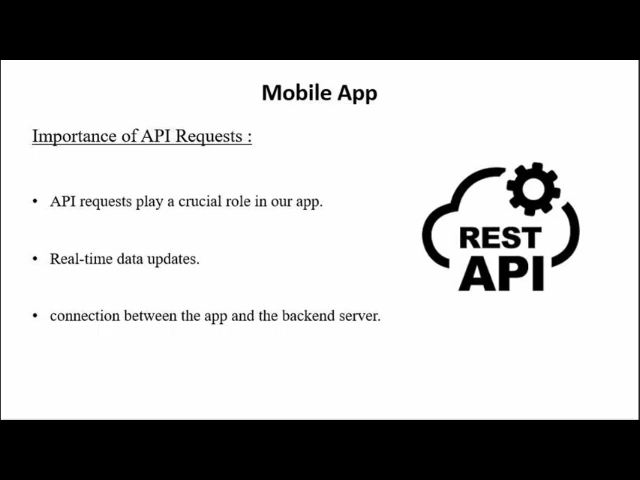 Mobile App
Importance of API Requests :
• API requests play a crucial role in our app.
• Real-time data updates.
• connection between the app and the backend server.
REST
API